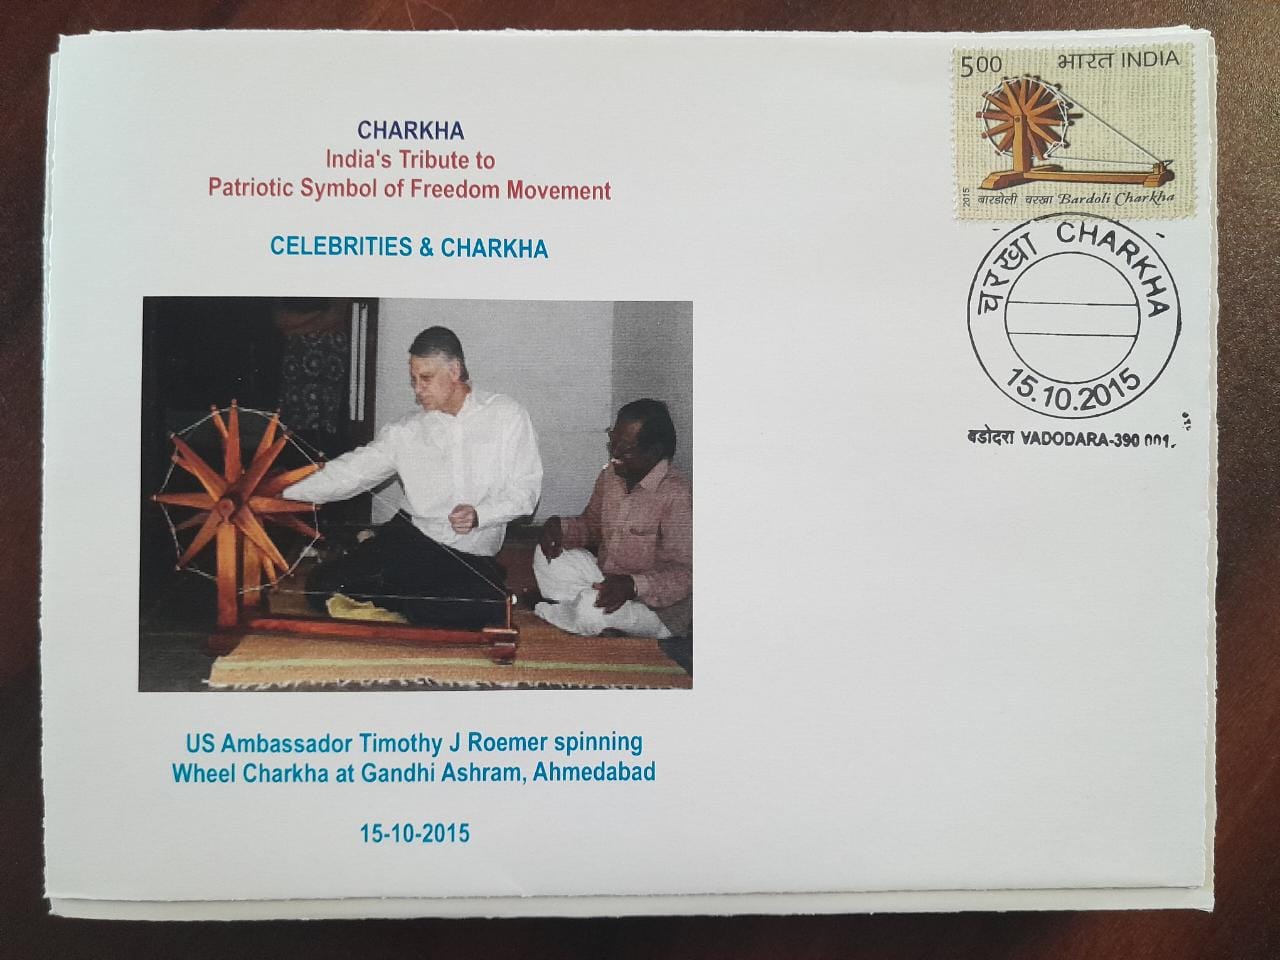 CHARKHA
India's Tribute to
Patriotic Symbol of Freedom Movement
CELEBRITIES & CHARKHA
US Ambassador Timothy J Roemer spinning
Wheel Charkha at Gandhi Ashram, Ahmedabad
15-10-2015
500 भारत INDIA
2015 बारडोली चरखा Bardoli Charkha
चरखा CHARKHA
15.10.2015
बडोदरा VADODARA-390 001.